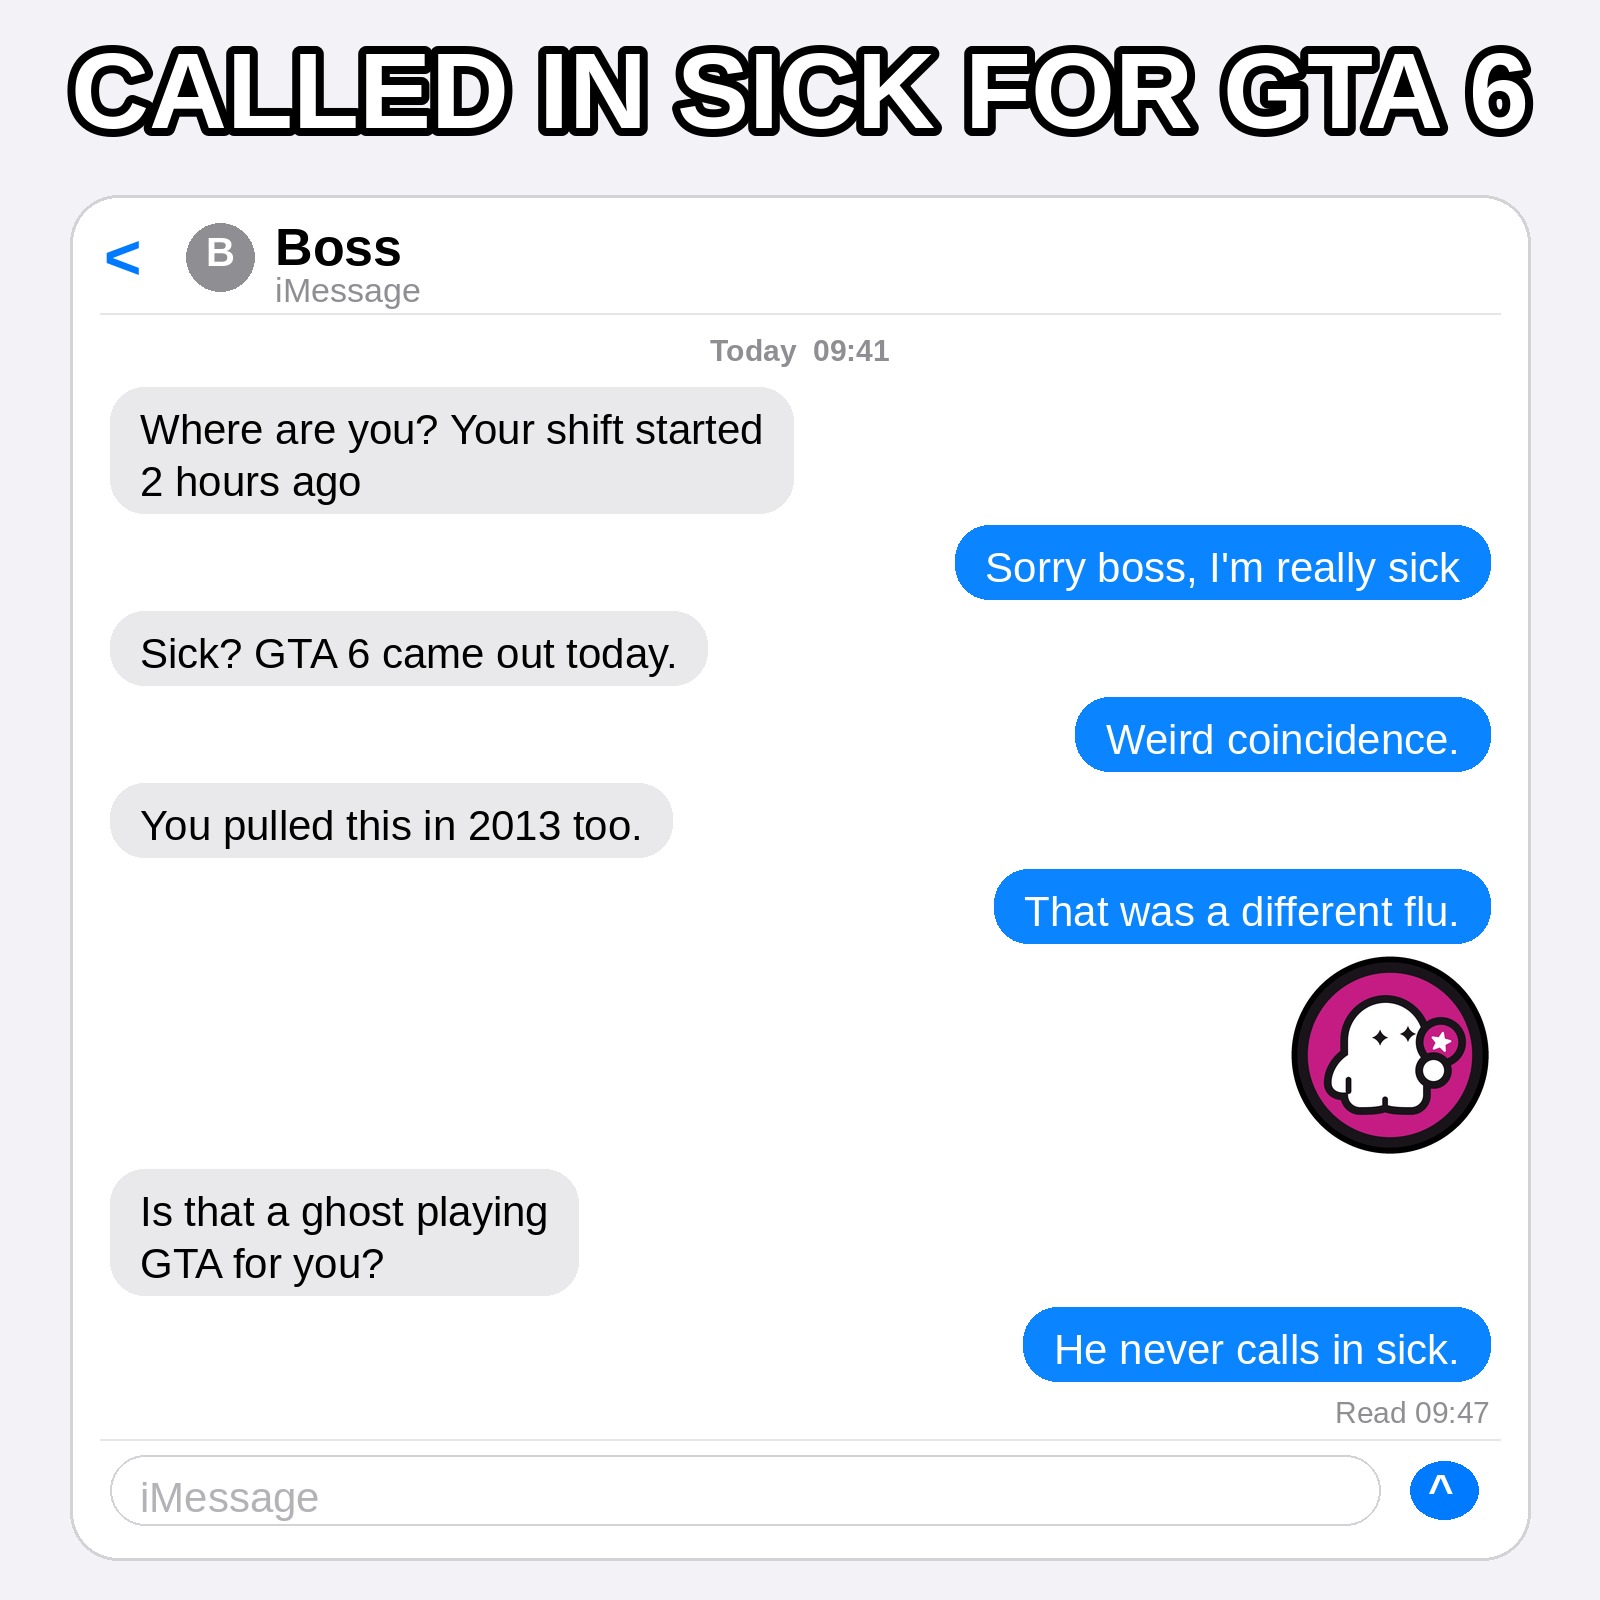 CALLED IN SICK FOR GTA 6
<
B
Boss
iMessage
Today 09:41
Where are you? Your shift started
2 hours ago
Sorry boss, I'm really sick
Sick? GTA 6 came out today.
Weird coincidence.
You pulled this in 2013 too.
That was a different flu.
Is that a ghost playing
GTA for you?
He never calls in sick.
Read 09:47
iMessage
^